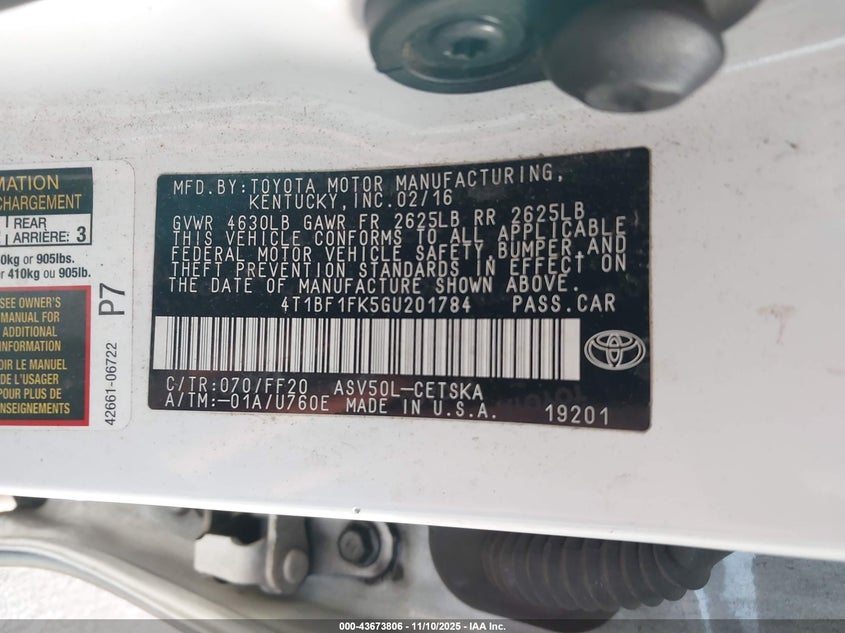 MATION
CHARGEMENT
REAR
ARRIÈRE: 3
0kg or 905lbs.
r 410kg ou 905lb.
SEE OWNER'S
MANUAL FOR
ADDITIONAL
INFORMATION
OIR LE MANUEL
DE L'USAGER
POUR PLUS DE
ENSEIGNEMENTS
42661-06722 P7
MFD.BY:TOYOTA MOTOR MANUFACTURING,
KENTUCKY, INC.02/16
GVWR 4630LB GAWR FR 2625LB RR 2625LB
THIS VEHICLE CONFORMS TO ALL APPLICABLE
FEDERAL MOTOR VEHICLE SAFETY,BUMPER,AND
THEFT PREVENTION STANDARDS IN EFFECT ON
THE DATE OF MANUFACTURE SHOWN ABOVE.
4T1BF1FK5GU201784 PASS.CAR
C/TR:070/FF20 ASV50L-CETSKA
A/TM:-01A/U760E MADE IN U.S.A. 19201
000-43673806 - 11/10/2025 - IAA Inc.